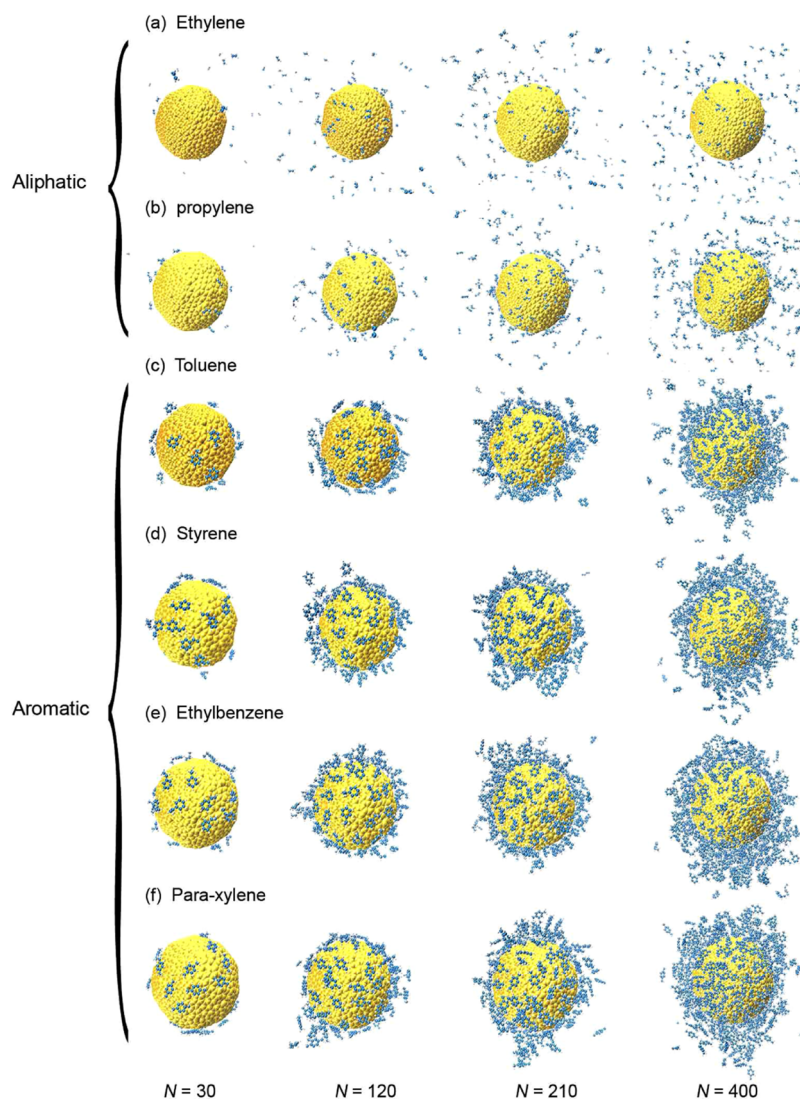 (a) Ethylene
Aliphatic
(b) propylene
(c) Toluene
(d) Styrene
Aromatic
(e) Ethylbenzene
(f) Para-xylene
N = 30 N = 120 N = 210 N = 400